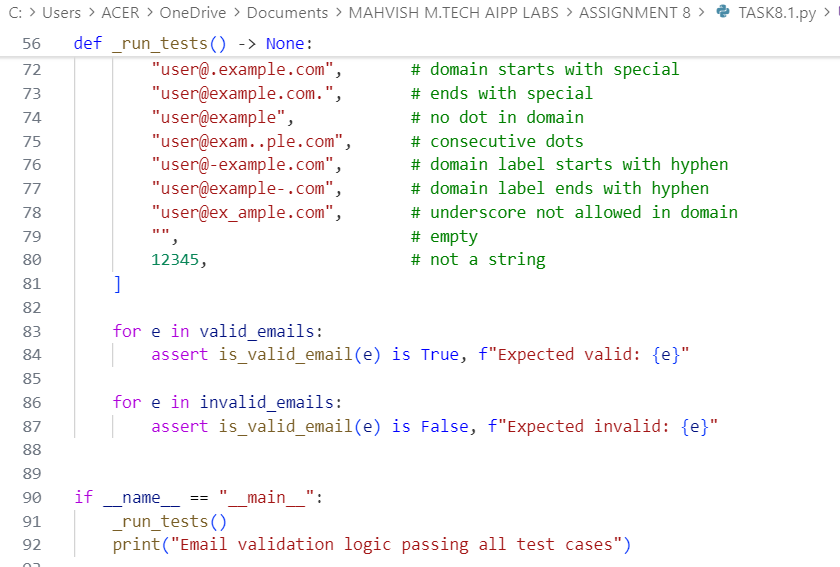 C: > Users > ACER > OneDrive > Documents > MAHVISH M.TECH AIPP LABS > ASSIGNMENT 8 > TASK8.1.py >
56 def _run_tests() -> None:
72 "user@.example.com", # domain starts with special
73 "user@example.com.", # ends with special
74 "user@example", # no dot in domain
75 "user@exam..ple.com", # consecutive dots
76 "user@-example.com", # domain label starts with hyphen
77 "user@example-.com", # domain label ends with hyphen
78 "user@ex_ample.com", # underscore not allowed in domain
79 "", # empty
80 12345, # not a string
81 ]
82
83 for e in valid_emails:
84 assert is_valid_email(e) is True, f"Expected valid: {e}"
85
86 for e in invalid_emails:
87 assert is_valid_email(e) is False, f"Expected invalid: {e}"
88
89
90 if __name__ == "__main__":
91 _run_tests()
92 print("Email validation logic passing all test cases")